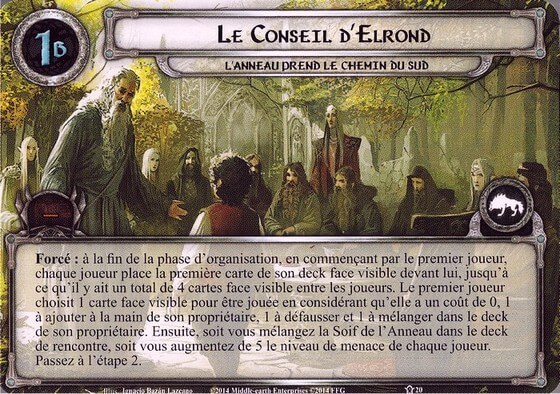 1B
LE CONSEIL D'ELROND
L'ANNEAU PREND LE CHEMIN DU SUD
Forcé : à la fin de la phase d'organisation, en commençant par le premier joueur,
chaque joueur place la première carte de son deck face visible devant lui, jusqu'à
ce qu'il y ait un total de 4 cartes face visible entre les joueurs. Le premier joueur
choisit 1 carte face visible pour être jouée en considérant qu'elle a un coût de 0, 1
à ajouter à la main de son propriétaire, 1 à défausser et 1 à mélanger dans le deck
de son propriétaire. Ensuite, soit vous mélangez la Soif de l'Anneau dans le deck
de rencontre, soit vous augmentez de 5 le niveau de menace de chaque joueur.
Passez à l'étape 2.
Illus. Ignacio Bazán Lazcano ©2014 Middle-earth Enterprises ©2014 FFG 20